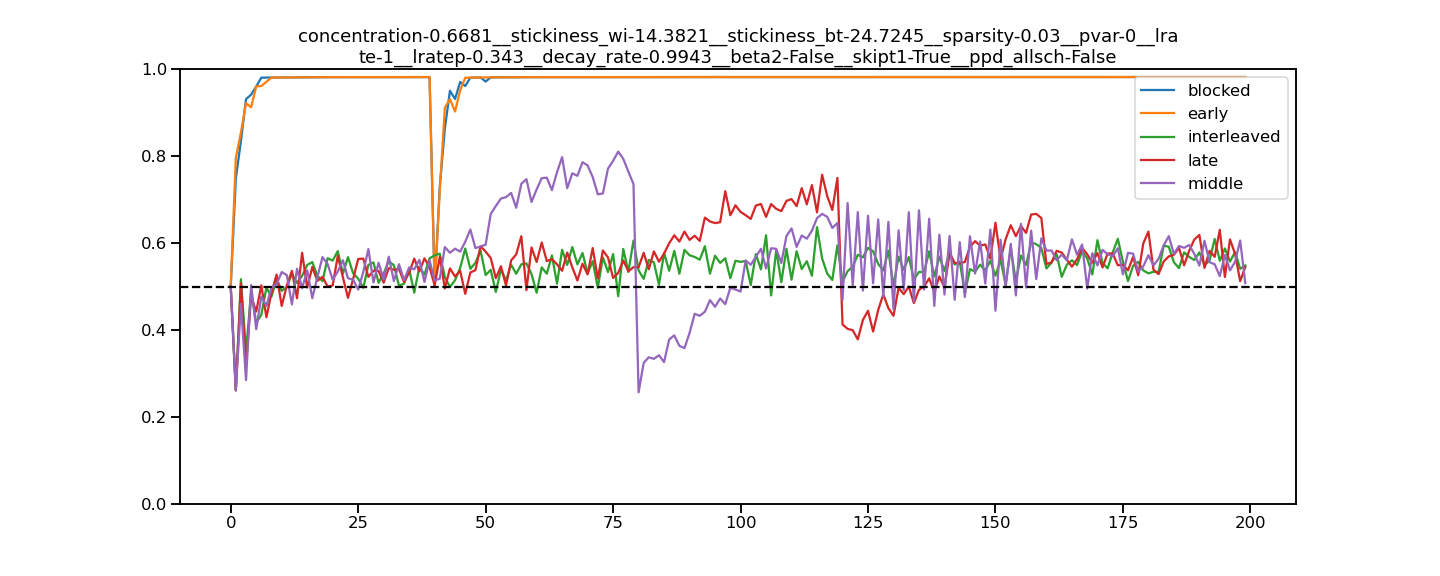 concentration-0.6681__stickiness_wi-14.3821__stickiness_bt-24.7245__sparsity-0.03__pvar-0__lra
te-1__lratep-0.343__decay_rate-0.9943__beta2-False__skipt1-True__ppd_allsch-False
1.0
0.8
0.6
0.4
0.2
0.0
blocked
early
interleaved
late
middle
0 25 50 75 100 125 150 175 200